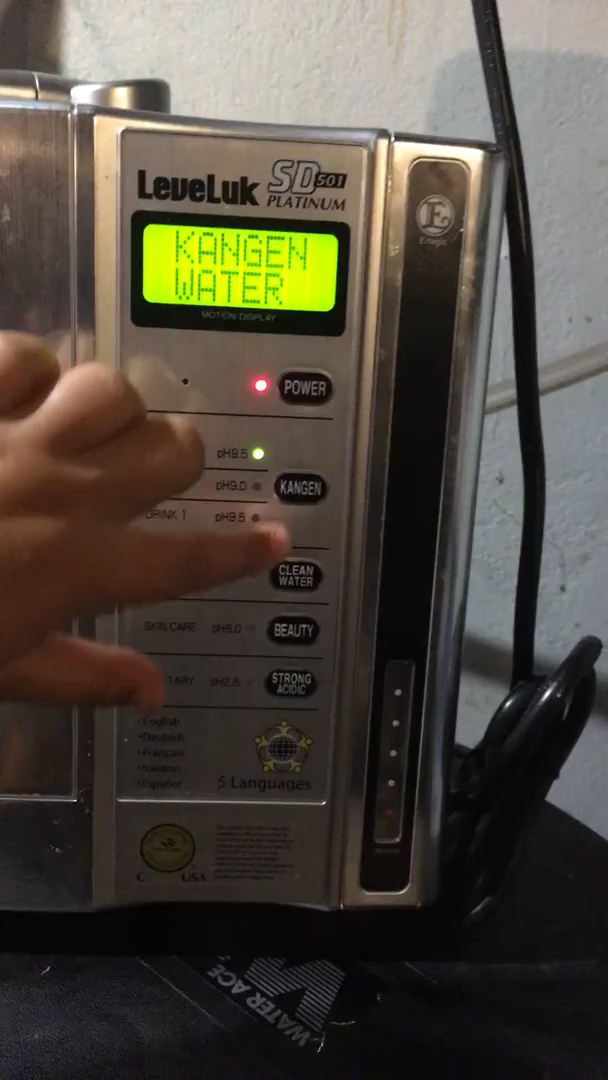 LeveLuk SD501
PLATINUM
Enagic
KANGEN
WATER
MOTION DISPLAY
POWER
pH9.5
pH9.0
KANGEN
DRINK 1 pH8.5
CLEAN
WATER
SKIN CARE pH6.0 BEAUTY
pH2.5 STRONG
ACIDIC
•English
•Deutsch
•Français
•Italiano
•Español
5 Languages
USA
WATER ACE